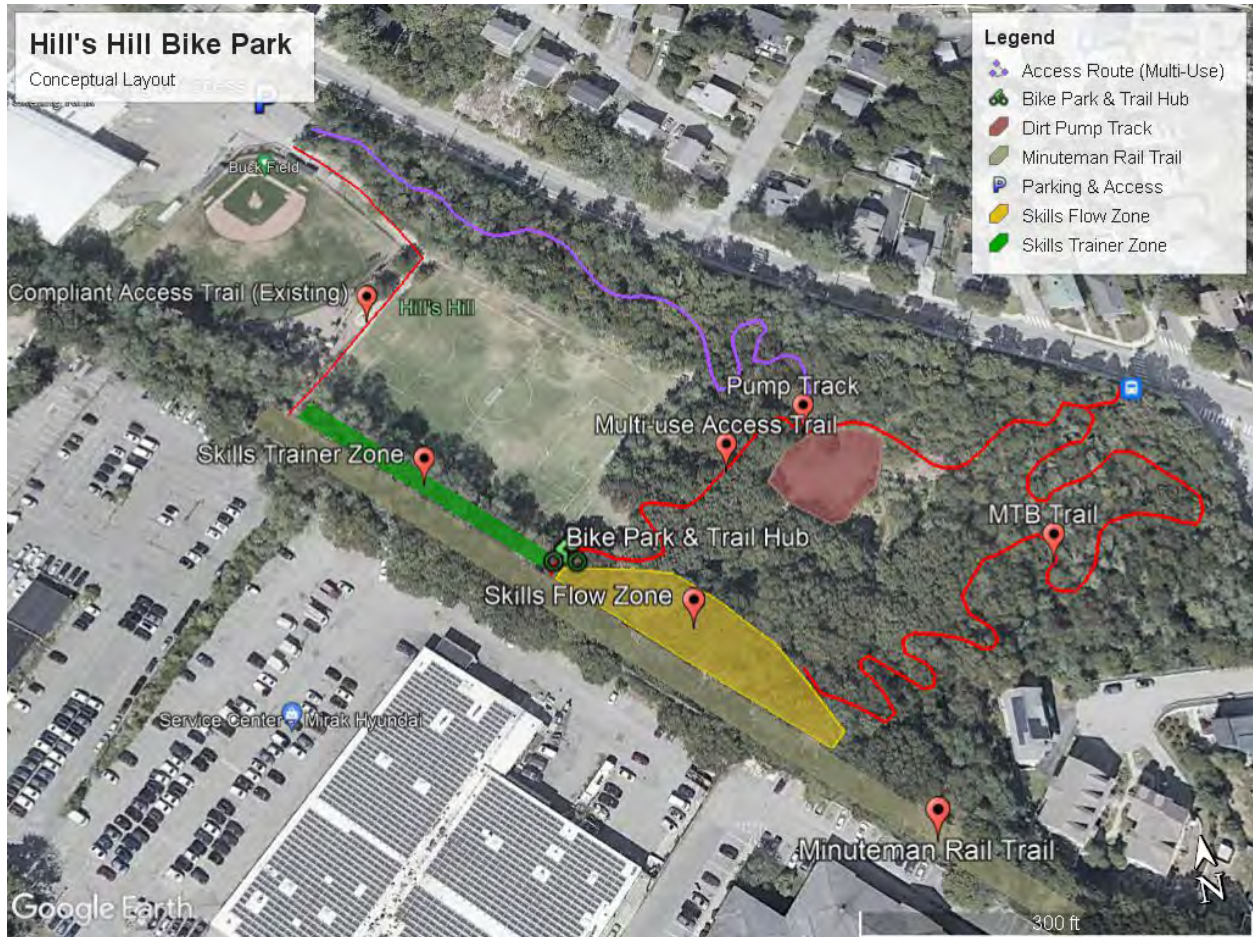 Hill's Hill Bike Park
Conceptual Layout
Legend
Access Route (Multi-Use)
Bike Park & Trail Hub
Dirt Pump Track
Minuteman Rail Trail
P Parking & Access
Skills Flow Zone
Skills Trainer Zone
P
Buck Field
Compliant Access Trail (Existing)
Hill's Hill
Pump Track
Multi-use Access Trail
Skills Trainer Zone
MTB Trail
Bike Park & Trail Hub
Skills Flow Zone
Service Center - Mirak Hyundai
Minuteman Rail Trail
N
Google Earth
300 ft